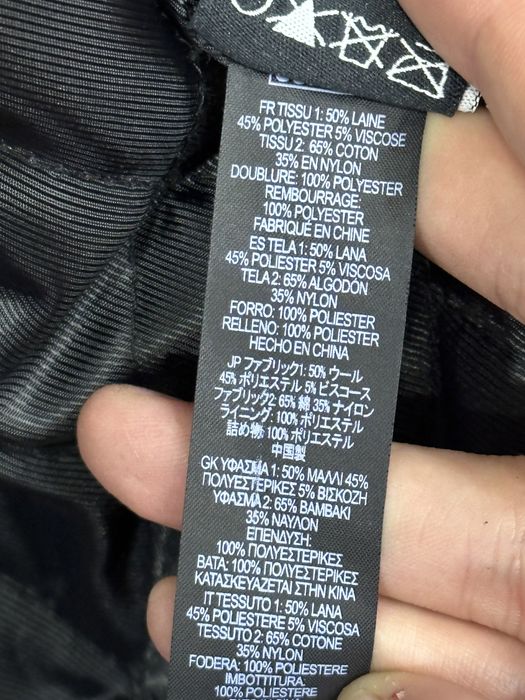 FR TISSU 1: 50% LAINE
45% POLYESTER 5% VISCOSE
TISSU 2: 65% COTON
35% EN NYLON
DOUBLURE: 100% POLYESTER
REMBOURRAGE:
100% POLYESTER
FABRIQUÉ EN CHINE
ES TELA 1: 50% LANA
45% POLIESTER 5% VISCOSA
TELA 2: 65% ALGODÓN
35% NYLON
FORRO: 100% POLIESTER
RELLENO: 100% POLIESTER
HECHO EN CHINA
JP ファブリック1: 50% ウール
45% ポリエステル 5% ビスコース
ファブリック2: 65% 綿 35% ナイロン
ライニング: 100% ポリエステル
詰め物: 100% ポリエステル
中国製
GK ΥΦΑΣΜΑ 1: 50% ΜΑΛΛΙ 45%
ΠΟΛΥΕΣΤΕΡΙΚΕΣ 5% ΒΙΣΚΟΖΗ
ΥΦΑΣΜΑ 2: 65% ΒΑΜΒΑΚΙ
35% ΝΑΥΛΟΝ
ΕΠΕΝΔΥΣΗ:
100% ΠΟΛΥΕΣΤΕΡΙΚΕΣ
ΒΑΤΑ: 100% ΠΟΛΥΕΣΤΕΡΙΚΕΣ
ΚΑΤΑΣΚΕΥΑΖΕΤΑΙ ΣΤΗΝ ΚΙΝΑ
IT TESSUTO 1: 50% LANA
45% POLIESTERE 5% VISCOSA
TESSUTO 2: 65% COTONE
35% NYLON
FODERA: 100% POLIESTERE
IMBOTTITURA:
100% POLIESTERE